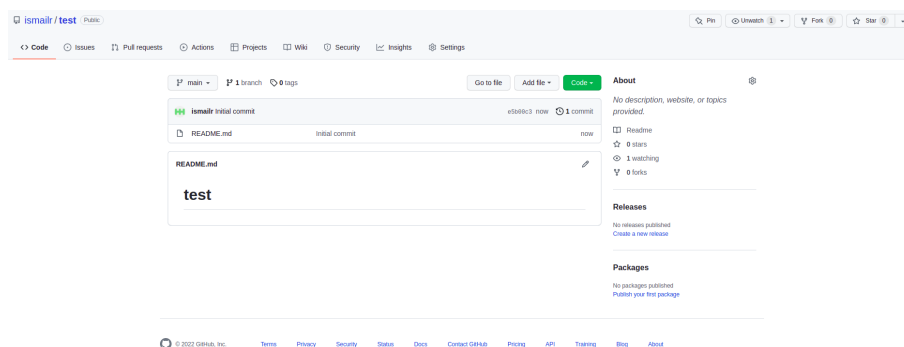 ismailr / test Public
Pin Unwatch 1 Fork 0 Star 0
Code Issues Pull requests Actions Projects Wiki Security Insights Settings
main 1 branch 0 tags Go to file Add file Code
ismailr Initial commit e5b08c3 now 1 commit
README.md Initial commit now
README.md
test
About
No description, website, or topics
provided.
Readme
0 stars
1 watching
0 forks
Releases
No releases published
Create a new release
Packages
No packages published
Publish your first package
© 2022 GitHub, Inc. Terms Privacy Security Status Docs Contact GitHub Pricing API Training Blog About